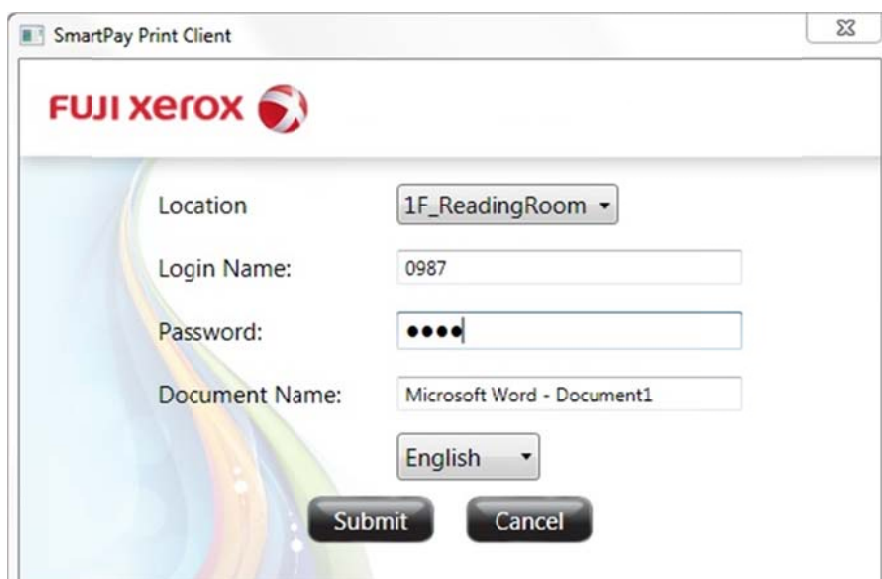 SmartPay Print Client
FUJI xerox
Location 1F_ReadingRoom
Login Name: 0987
Password: ●●●●
Document Name: Microsoft Word - Document1
English
Submit Cancel